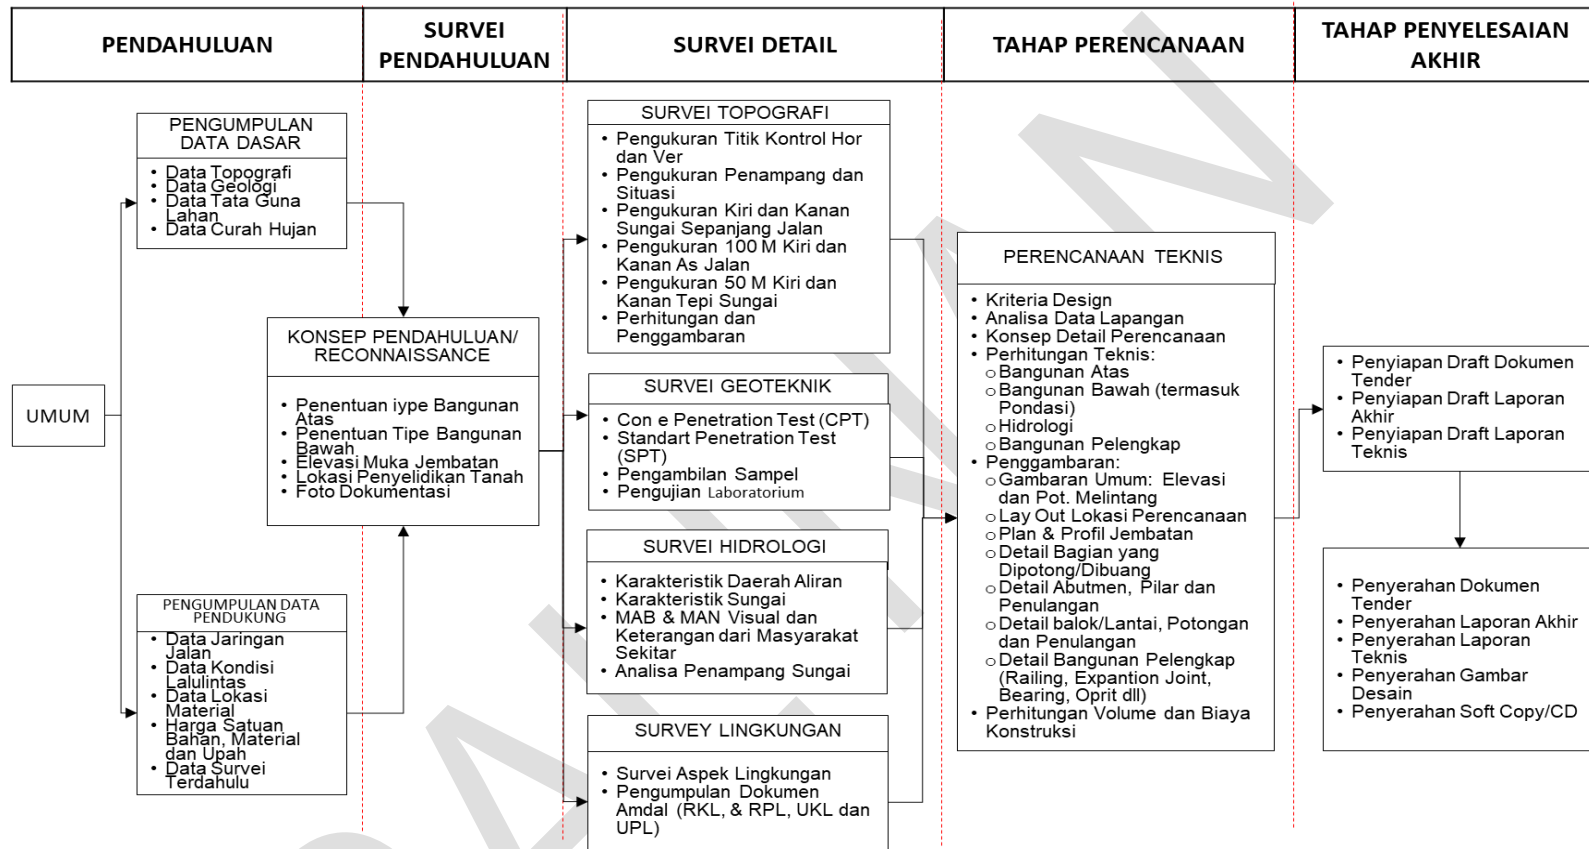 PENDAHULUAN
SURVEI
PENDAHULUAN
SURVEI DETAIL
TAHAP PERENCANAAN
TAHAP PENYELESAIAN
AKHIR
UMUM
PENGUMPULAN
DATA DASAR
• Data Topografi
• Data Geologi
• Data Tata Guna
Lahan
• Data Curah Hujan
PENGUMPULAN DATA
PENDUKUNG
• Data Jaringan
Jalan
• Data Kondisi
Lalulintas
• Data Lokasi
Material
• Harga Satuan
Bahan, Material
dan Upah
• Data Survei
Terdahulu
KONSEP PENDAHULUAN/
RECONNAISSANCE
• Penentuan iype Bangunan
Atas
• Penentuan Tipe Bangunan
Bawah
• Elevasi Muka Jembatan
• Lokasi Penyelidikan Tanah
• Foto Dokumentasi
SURVEI TOPOGRAFI
• Pengukuran Titik Kontrol Hor
dan Ver
• Pengukuran Penampang dan
Situasi
• Pengukuran Kiri dan Kanan
Sungai Sepanjang Jalan
• Pengukuran 100 M Kiri dan
Kanan As Jalan
• Pengukuran 50 M Kiri dan
Kanan Tepi Sungai
• Perhitungan dan
Penggambaran
SURVEI GEOTEKNIK
• Con e Penetration Test (CPT)
• Standart Penetration Test
(SPT)
• Pengambilan Sampel
• Pengujian Laboratorium
SURVEI HIDROLOGI
• Karakteristik Daerah Aliran
• Karakteristik Sungai
• MAB & MAN Visual dan
Keterangan dari Masyarakat
Sekitar
• Analisa Penampang Sungai
SURVEY LINGKUNGAN
• Survei Aspek Lingkungan
• Pengumpulan Dokumen
Amdal (RKL, & RPL, UKL dan
UPL)
PERENCANAAN TEKNIS
• Kriteria Design
• Analisa Data Lapangan
• Konsep Detail Perencanaan
• Perhitungan Teknis:
o Bangunan Atas
o Bangunan Bawah (termasuk
Pondasi)
o Hidrologi
o Bangunan Pelengkap
• Penggambaran:
o Gambaran Umum: Elevasi
dan Pot. Melintang
o Lay Out Lokasi Perencanaan
o Plan & Profil Jembatan
o Detail Bagian yang
Dipotong/Dibuang
o Detail Abutmen, Pilar dan
Penulangan
o Detail balok/Lantai, Potongan
dan Penulangan
o Detail Bangunan Pelengkap
(Railing, Expantion Joint,
Bearing, Oprit dll)
• Perhitungan Volume dan Biaya
Konstruksi
• Penyiapan Draft Dokumen
Tender
• Penyiapan Draft Laporan
Akhir
• Penyiapan Draft Laporan
Teknis
• Penyerahan Dokumen
Tender
• Penyerahan Laporan Akhir
• Penyerahan Laporan
Teknis
• Penyerahan Gambar
Desain
• Penyerahan Soft Copy/CD